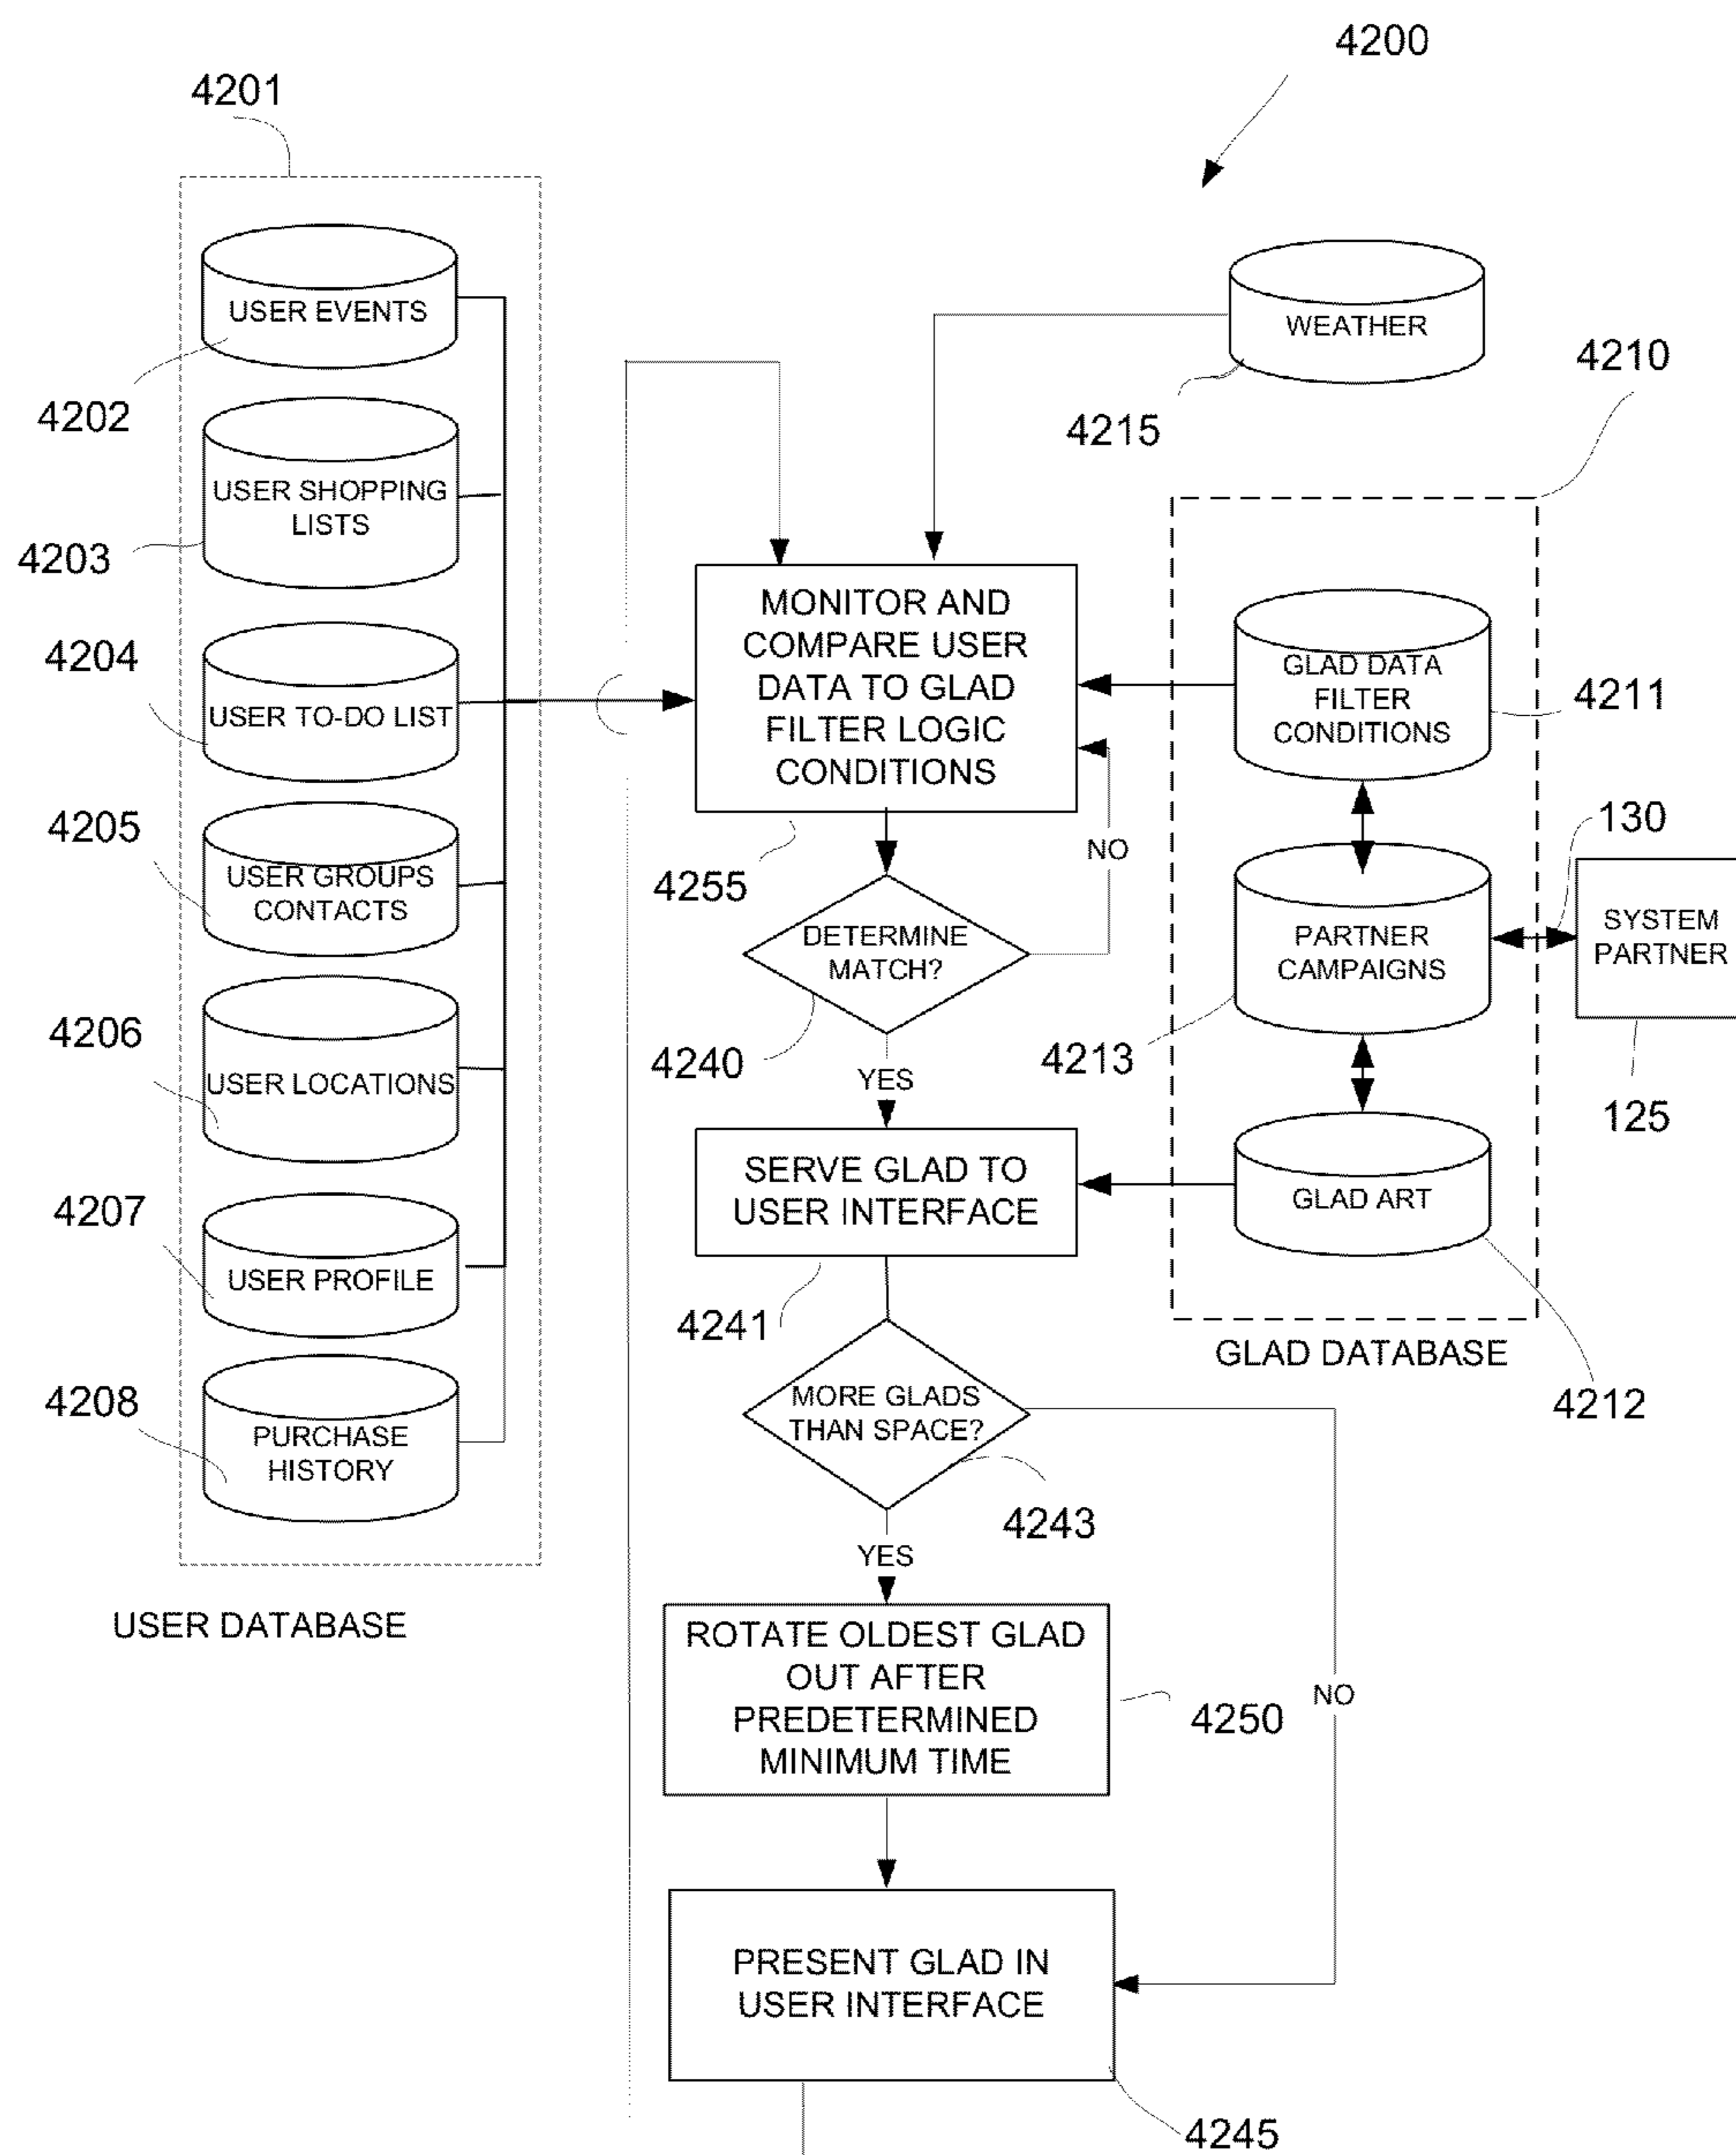 4200
4201
USER EVENTS
4202
USER SHOPPING
LISTS
4203
USER TO-DO LIST
4204
USER GROUPS
CONTACTS
4205
USER LOCATIONS
4206
USER PROFILE
4207
PURCHASE
HISTORY
4208
USER DATABASE
WEATHER
4215
4210
MONITOR AND
COMPARE USER
DATA TO GLAD
FILTER LOGIC
CONDITIONS
4255
NO
DETERMINE
MATCH?
4240
YES
SERVE GLAD TO
USER INTERFACE
4241
MORE GLADS
THAN SPACE?
4243
YES
NO
ROTATE OLDEST GLAD
OUT AFTER
PREDETERMINED
MINIMUM TIME
4250
PRESENT GLAD IN
USER INTERFACE
4245
GLAD DATA
FILTER
CONDITIONS
4211
PARTNER
CAMPAIGNS
4213
130
SYSTEM
PARTNER
125
GLAD ART
4212
GLAD DATABASE